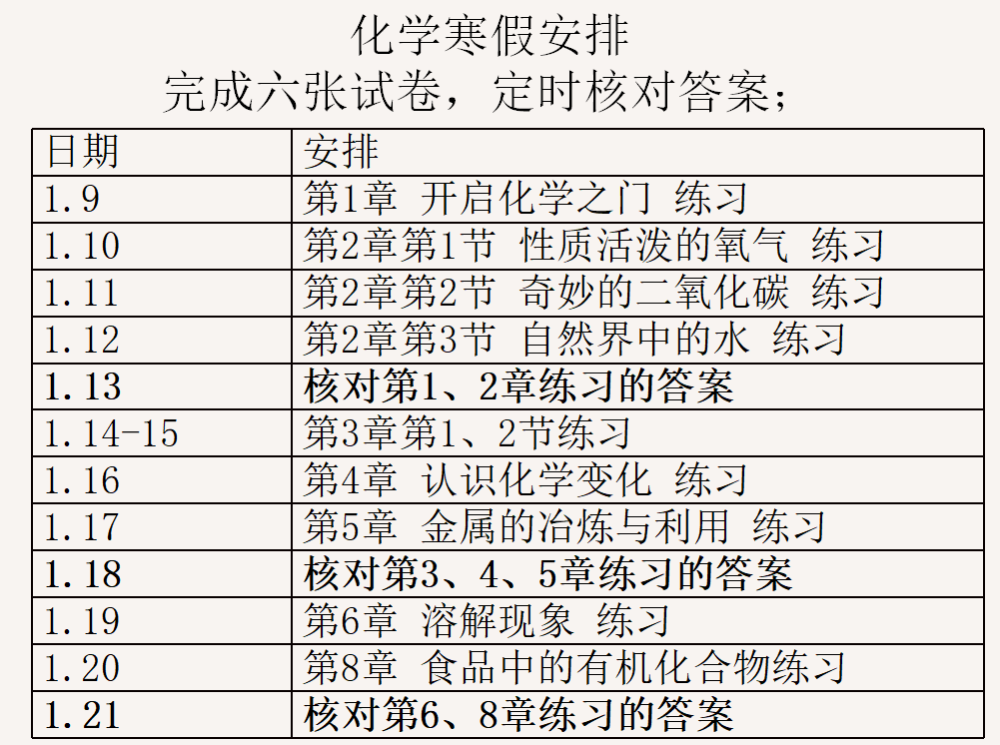 化学寒假安排
完成六张试卷，定时核对答案；
日期 安排
1.9 第1章 开启化学之门 练习
1.10 第2章第1节 性质活泼的氧气 练习
1.11 第2章第2节 奇妙的二氧化碳 练习
1.12 第2章第3节 自然界中的水 练习
1.13 核对第1、2章练习的答案
1.14-15 第3章第1、2节练习
1.16 第4章 认识化学变化 练习
1.17 第5章 金属的冶炼与利用 练习
1.18 核对第3、4、5章练习的答案
1.19 第6章 溶解现象 练习
1.20 第8章 食品中的有机化合物练习
1.21 核对第6、8章练习的答案